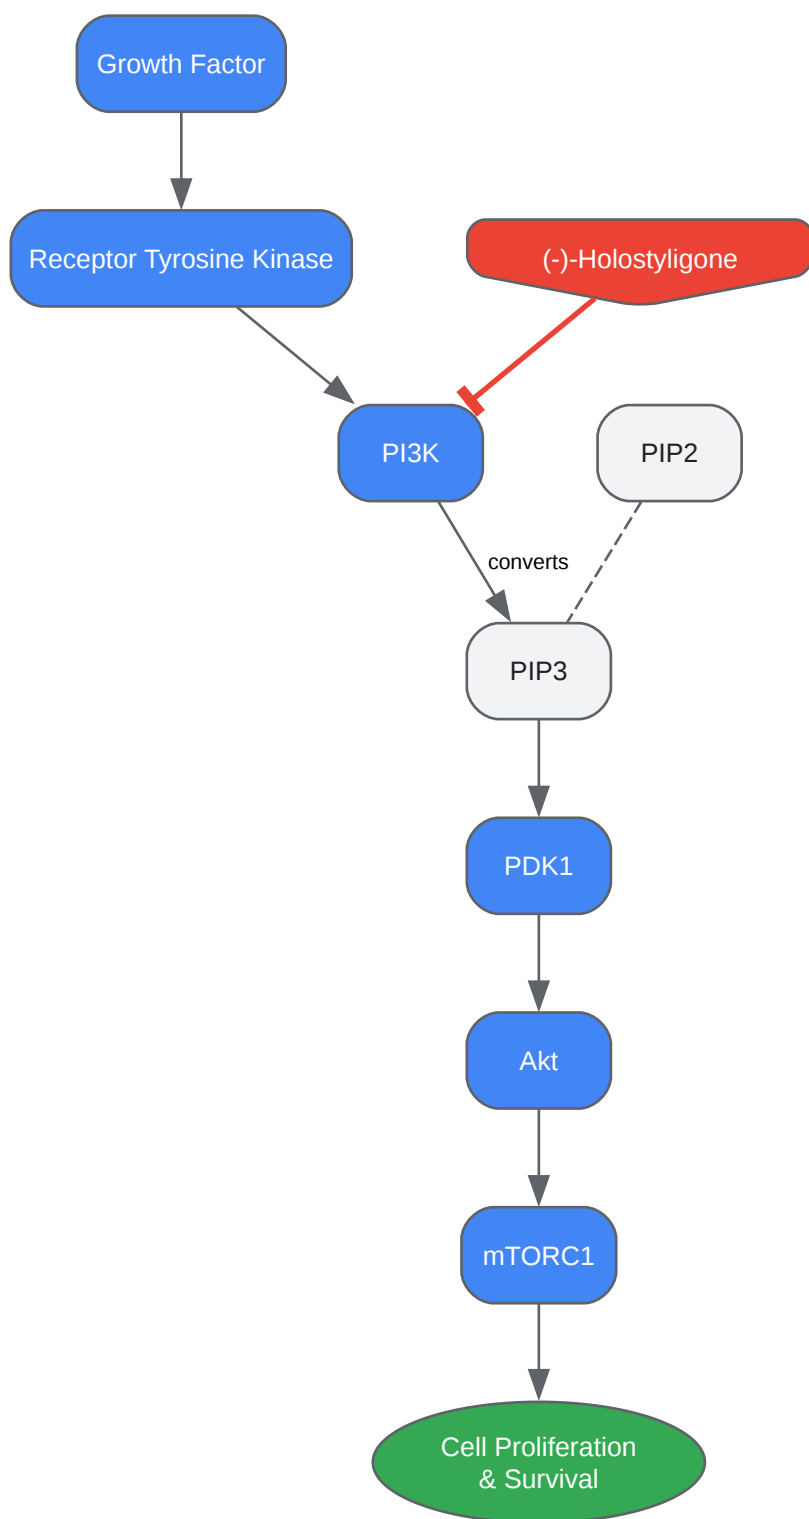 Growth Factor
Receptor Tyrosine Kinase
(-)-Holostyligone
PI3K
PIP2
converts
PIP3
PDK1
Akt
mTORC1
Cell Proliferation
& Survival